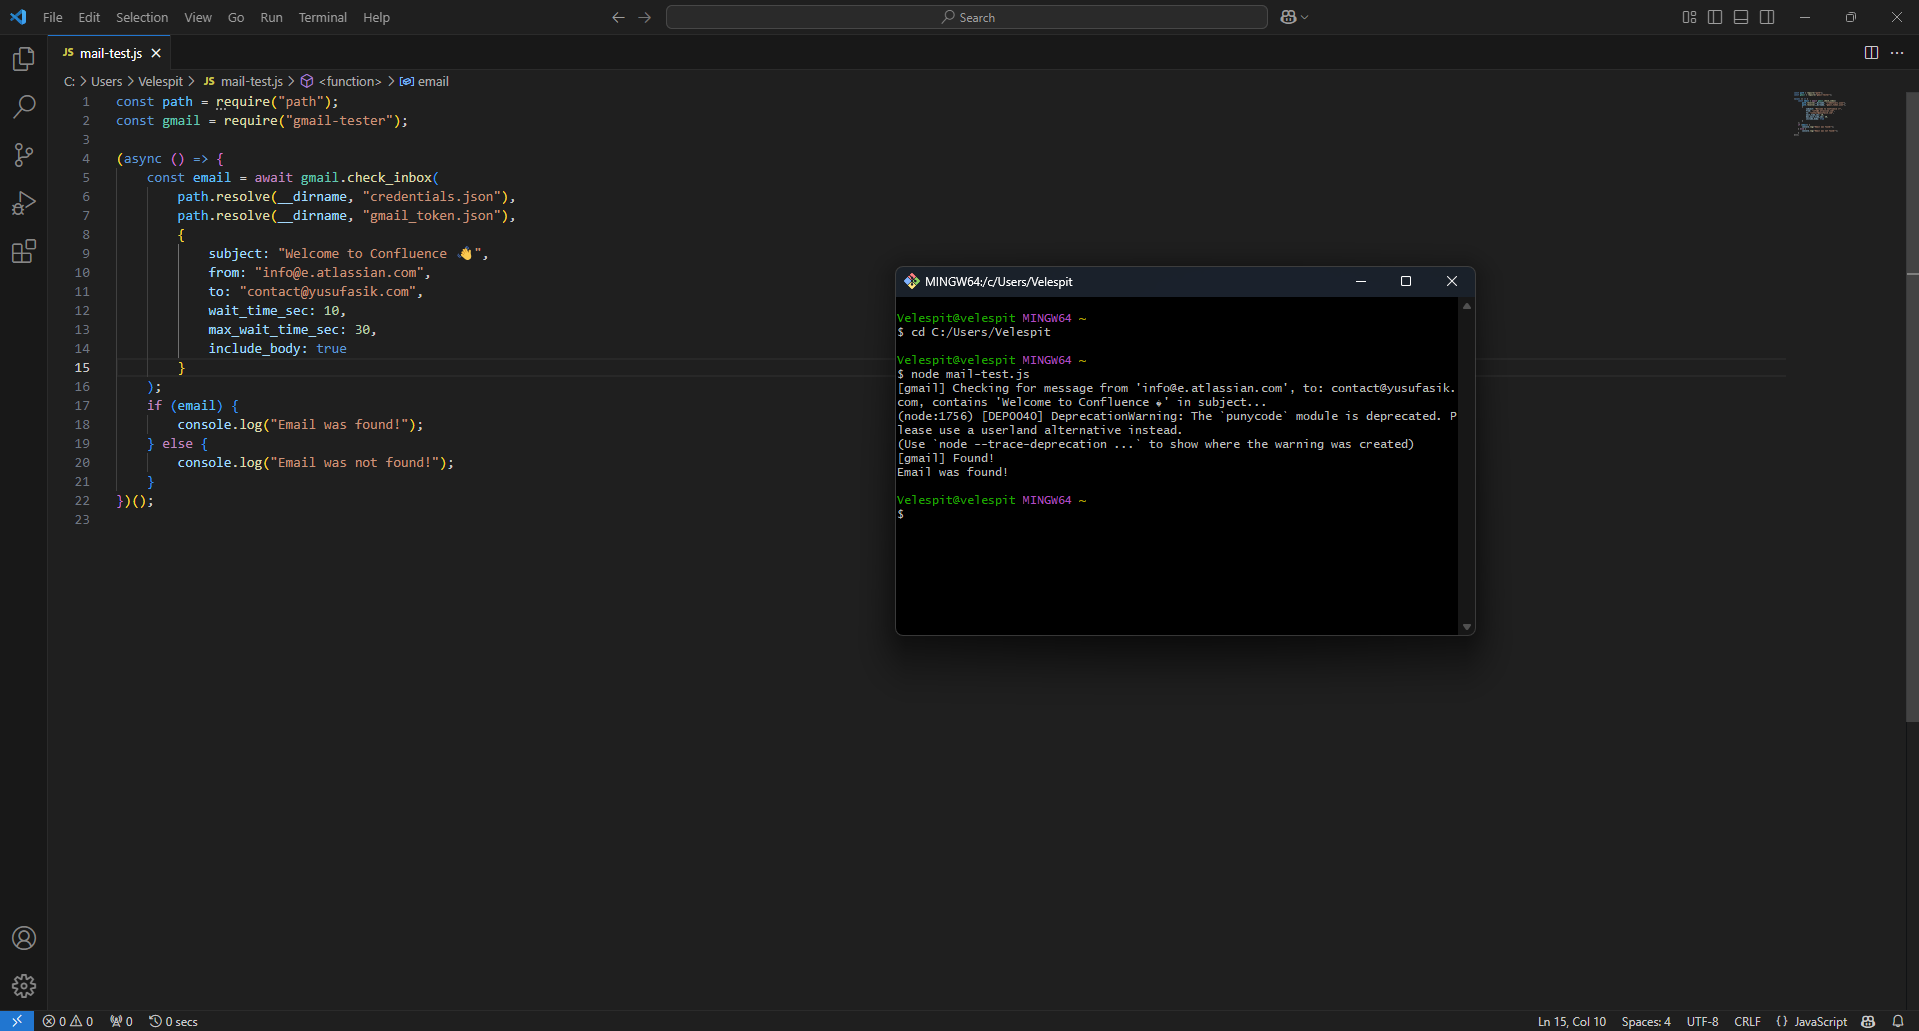 File Edit Selection View Go Run Terminal Help
Search
JS mail-test.js
C: > Users > Velespit > JS mail-test.js > <function> > email
1 const path = require("path");
2 const gmail = require("gmail-tester");
3
4 (async () => {
5 const email = await gmail.check_inbox(
6 path.resolve(__dirname, "credentials.json"),
7 path.resolve(__dirname, "gmail_token.json"),
8 {
9 subject: "Welcome to Confluence 👋",
10 from: "info@e.atlassian.com",
11 to: "contact@yusufasik.com",
12 wait_time_sec: 10,
13 max_wait_time_sec: 30,
14 include_body: true
15 }
16 );
17 if (email) {
18 console.log("Email was found!");
19 } else {
20 console.log("Email was not found!");
21 }
22 })();
23
MINGW64:/c/Users/Velespit
Velespit@velespit MINGW64 ~
$ cd C:/Users/Velespit
Velespit@velespit MINGW64 ~
$ node mail-test.js
[gmail] Checking for message from 'info@e.atlassian.com', to: contact@yusufasik.
com, contains 'Welcome to Confluence 👋' in subject...
(node:1756) [DEP0040] DeprecationWarning: The `punycode` module is deprecated. P
lease use a userland alternative instead.
(Use `node --trace-deprecation ...` to show where the warning was created)
[gmail] Found!
Email was found!
Velespit@velespit MINGW64 ~
$
0 0 0 0 secs
Ln 15, Col 10 Spaces: 4 UTF-8 CRLF {} JavaScript